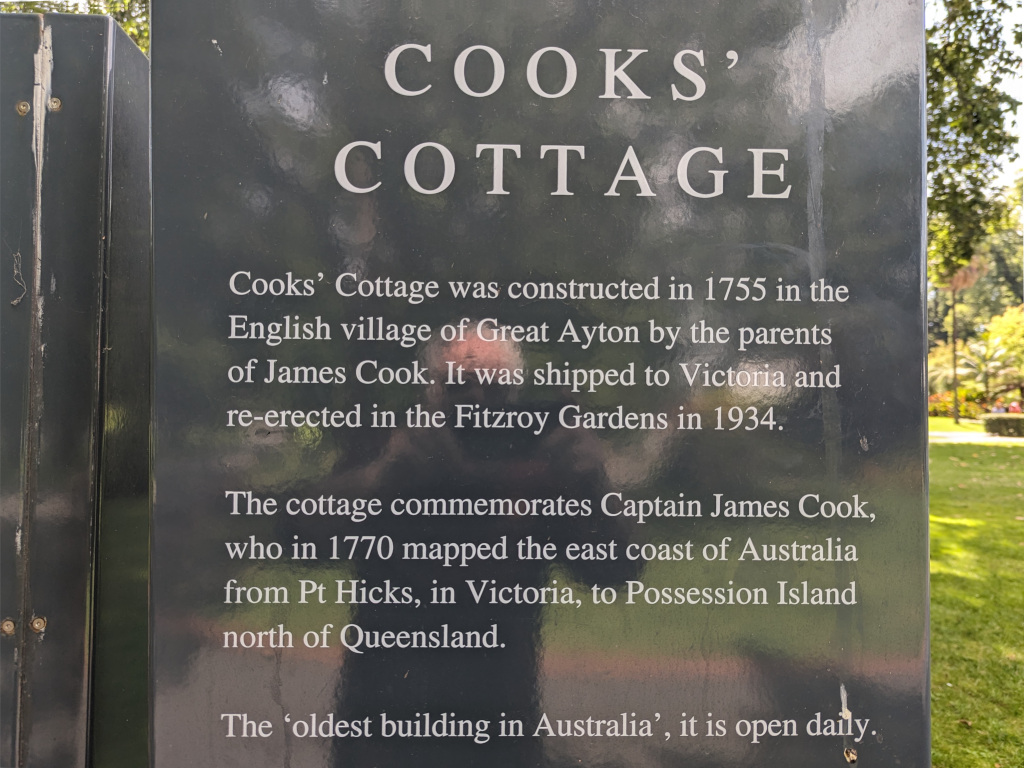 COOKS’
COTTAGE
Cooks’ Cottage was constructed in 1755 in the
English village of Great Ayton by the parents
of James Cook. It was shipped to Victoria and
re-erected in the Fitzroy Gardens in 1934.
The cottage commemorates Captain James Cook,
who in 1770 mapped the east coast of Australia
from Pt Hicks, in Victoria, to Possession Island
north of Queensland.
The ‘oldest building in Australia’, it is open daily.